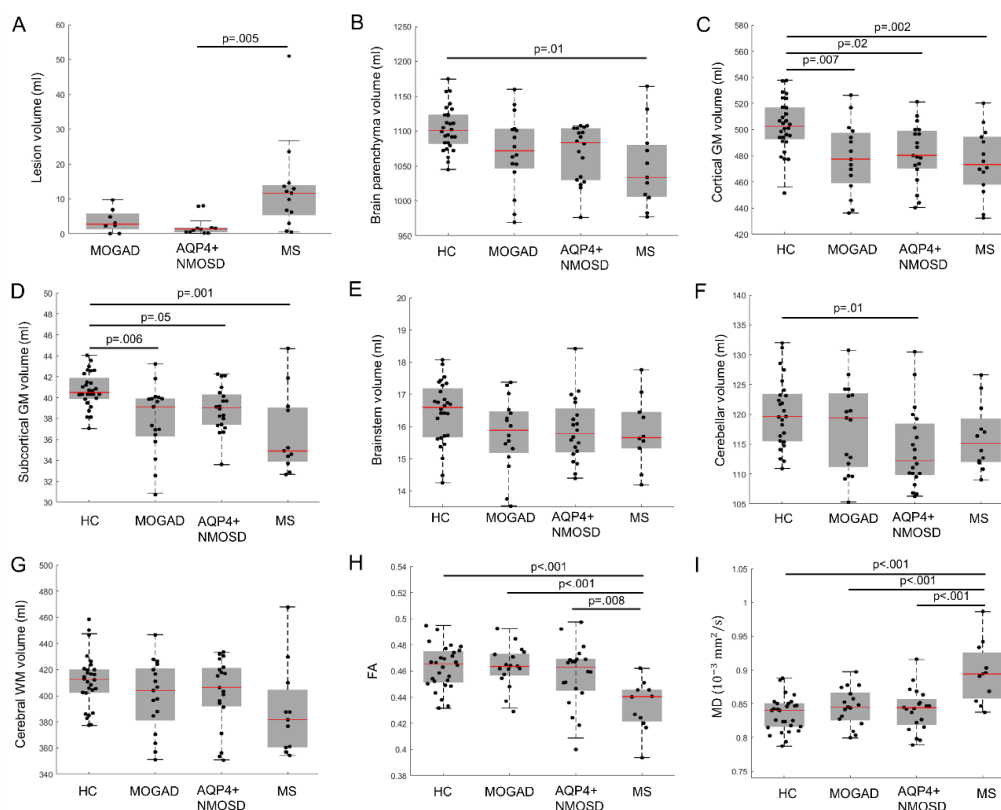 A
Lesion volume (ml)
60
50
40
30
20
10
0
p=.005
MOGAD
AQP4+
NMOSD
MS
B
Brain parenchyma volume (ml)
1200
1150
1100
1050
1000
950
p=.01
HC
MOGAD
AQP4+
NMOSD
MS
C
Cortical GM volume (ml)
580
560
540
520
500
480
460
440
420
p=.002
p=.02
p=.007
HC
MOGAD
AQP4+
NMOSD
MS
D
Subcortical GM volume (ml)
48
46
44
42
40
38
36
34
32
30
p=.001
p=.05
p=.006
HC
MOGAD
AQP4+
NMOSD
MS
E
Brainstem volume (ml)
20
19
18
17
16
15
14
HC
MOGAD
AQP4+
NMOSD
MS
F
Cerebellar volume (ml)
140
135
130
125
120
115
110
105
p=.01
HC
MOGAD
AQP4+
NMOSD
MS
G
Cerebral WM volume (ml)
500
480
460
440
420
400
380
360
340
HC
MOGAD
AQP4+
NMOSD
MS
H
FA
0.54
0.52
0.5
0.48
0.46
0.44
0.42
0.4
0.38
p<.001
p<.001
p=.008
HC
MOGAD
AQP4+
NMOSD
MS
I
MD (10⁻³ mm²/s)
1.05
1
0.95
0.9
0.85
0.8
0.75
p<.001
p<.001
p<.001
HC
MOGAD
AQP4+
NMOSD
MS